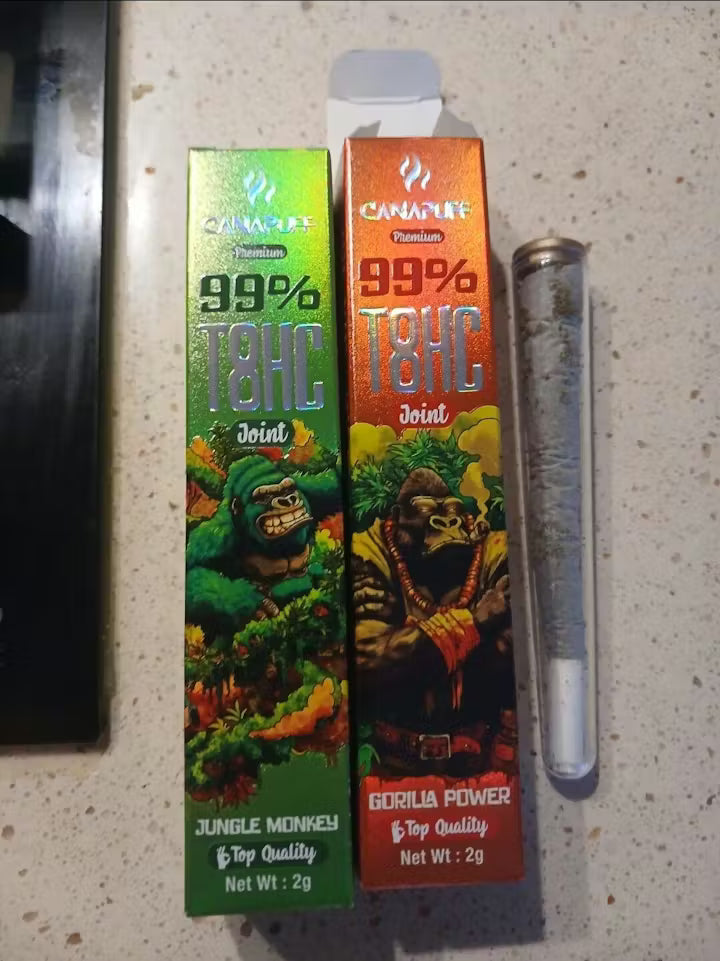 CANAPUFF
Premium
99%
T8HC
Joint
JUNGLE MONKEY
Top Quality
Net Wt : 2g
CANAPUFF
Premium
99%
T8HC
Joint
GORILLA POWER
Top Quality
Net Wt : 2g